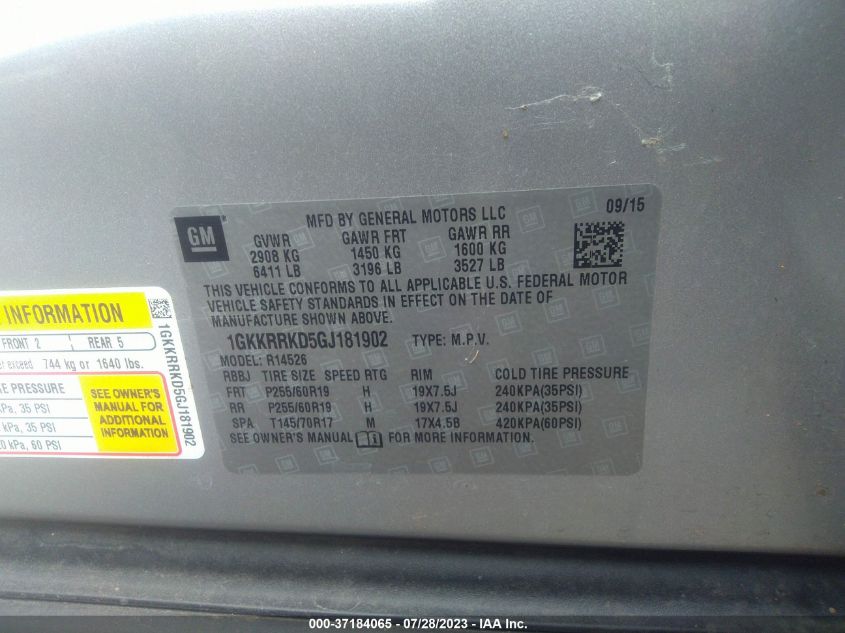 GM
MFD BY GENERAL MOTORS LLC
09/15
GVWR GAWR FRT GAWR RR
2908 KG 1450 KG 1600 KG
6411 LB 3196 LB 3527 LB
THIS VEHICLE CONFORMS TO ALL APPLICABLE U.S. FEDERAL MOTOR
VEHICLE SAFETY STANDARDS IN EFFECT ON THE DATE OF
MANUFACTURE SHOWN ABOVE.
1GKKRRKD5GJ181902 TYPE: M.P.V.
MODEL: R14526
RBBJ TIRE SIZE SPEED RTG RIM COLD TIRE PRESSURE
FRT P255/60R19 H 19X7.5J 240KPA(35PSI)
RR P255/60R19 H 19X7.5J 240KPA(35PSI)
SPA T145/70R17 M 17X4.5B 420KPA(60PSI)
SEE OWNER'S MANUAL FOR MORE INFORMATION.
INFORMATION
FRONT 2 REAR 5
exceed 744 kg or 1640 lbs.
PRESSURE
kPa, 35 PSI
kPa, 35 PSI
kPa, 60 PSI
SEE OWNER'S
MANUAL FOR
ADDITIONAL
INFORMATION
1GKKRRKD5GJ181902
000-37184065 - 07/28/2023 - IAA Inc.